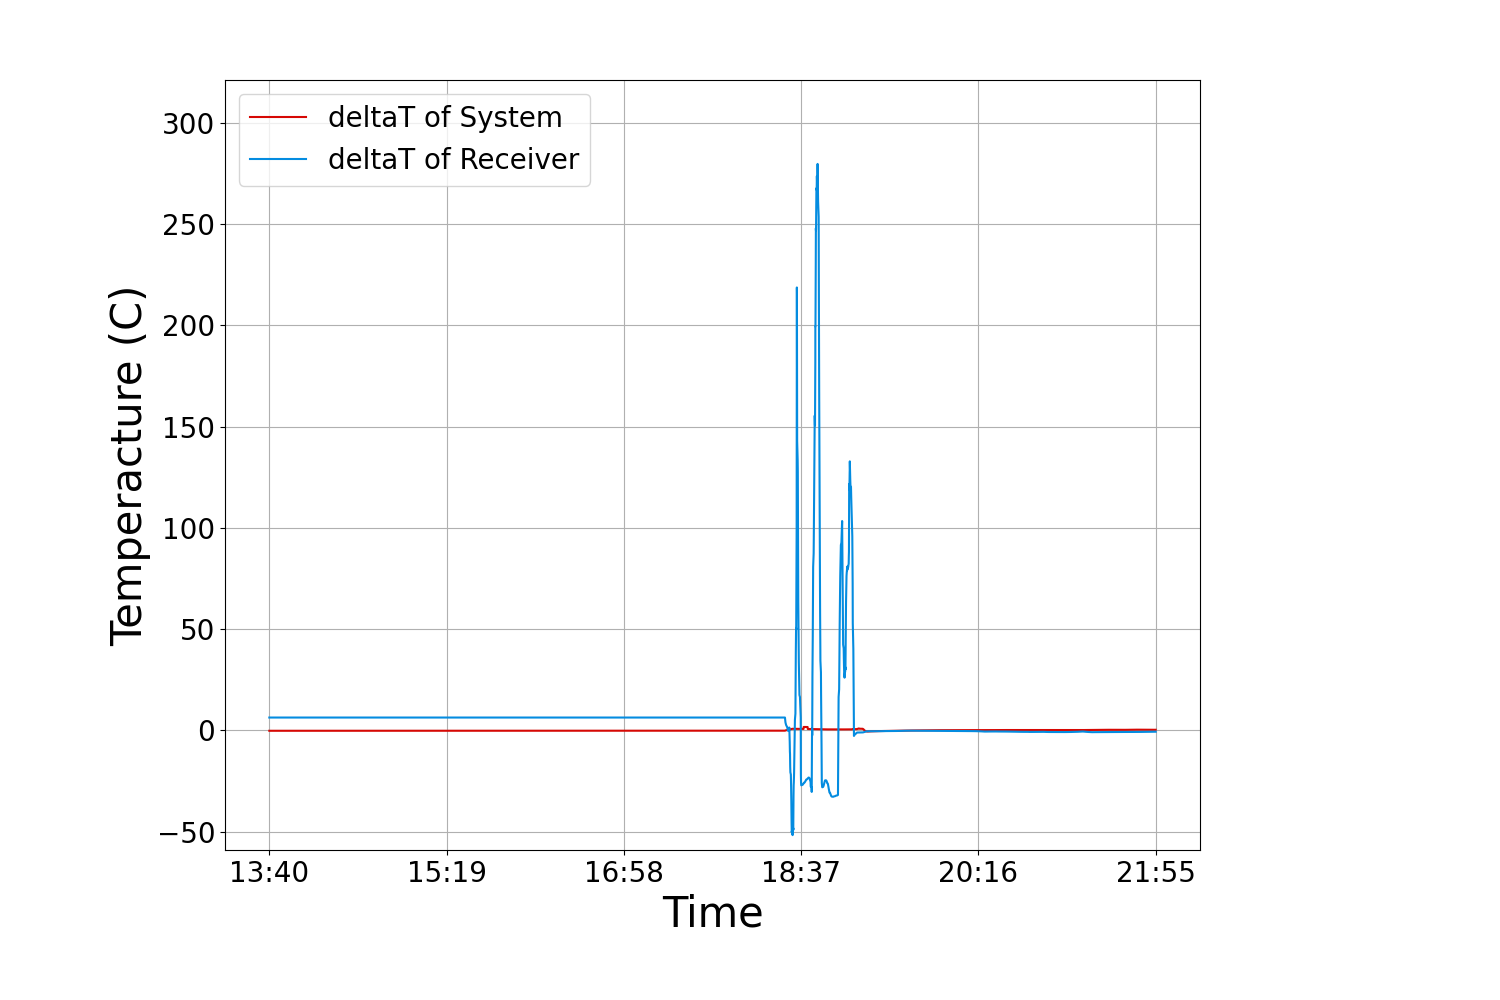 deltaT of System
deltaT of Receiver
Temperacture (C)
300
250
200
150
100
50
0
−50
13:40 15:19 16:58 18:37 20:16 21:55
Time